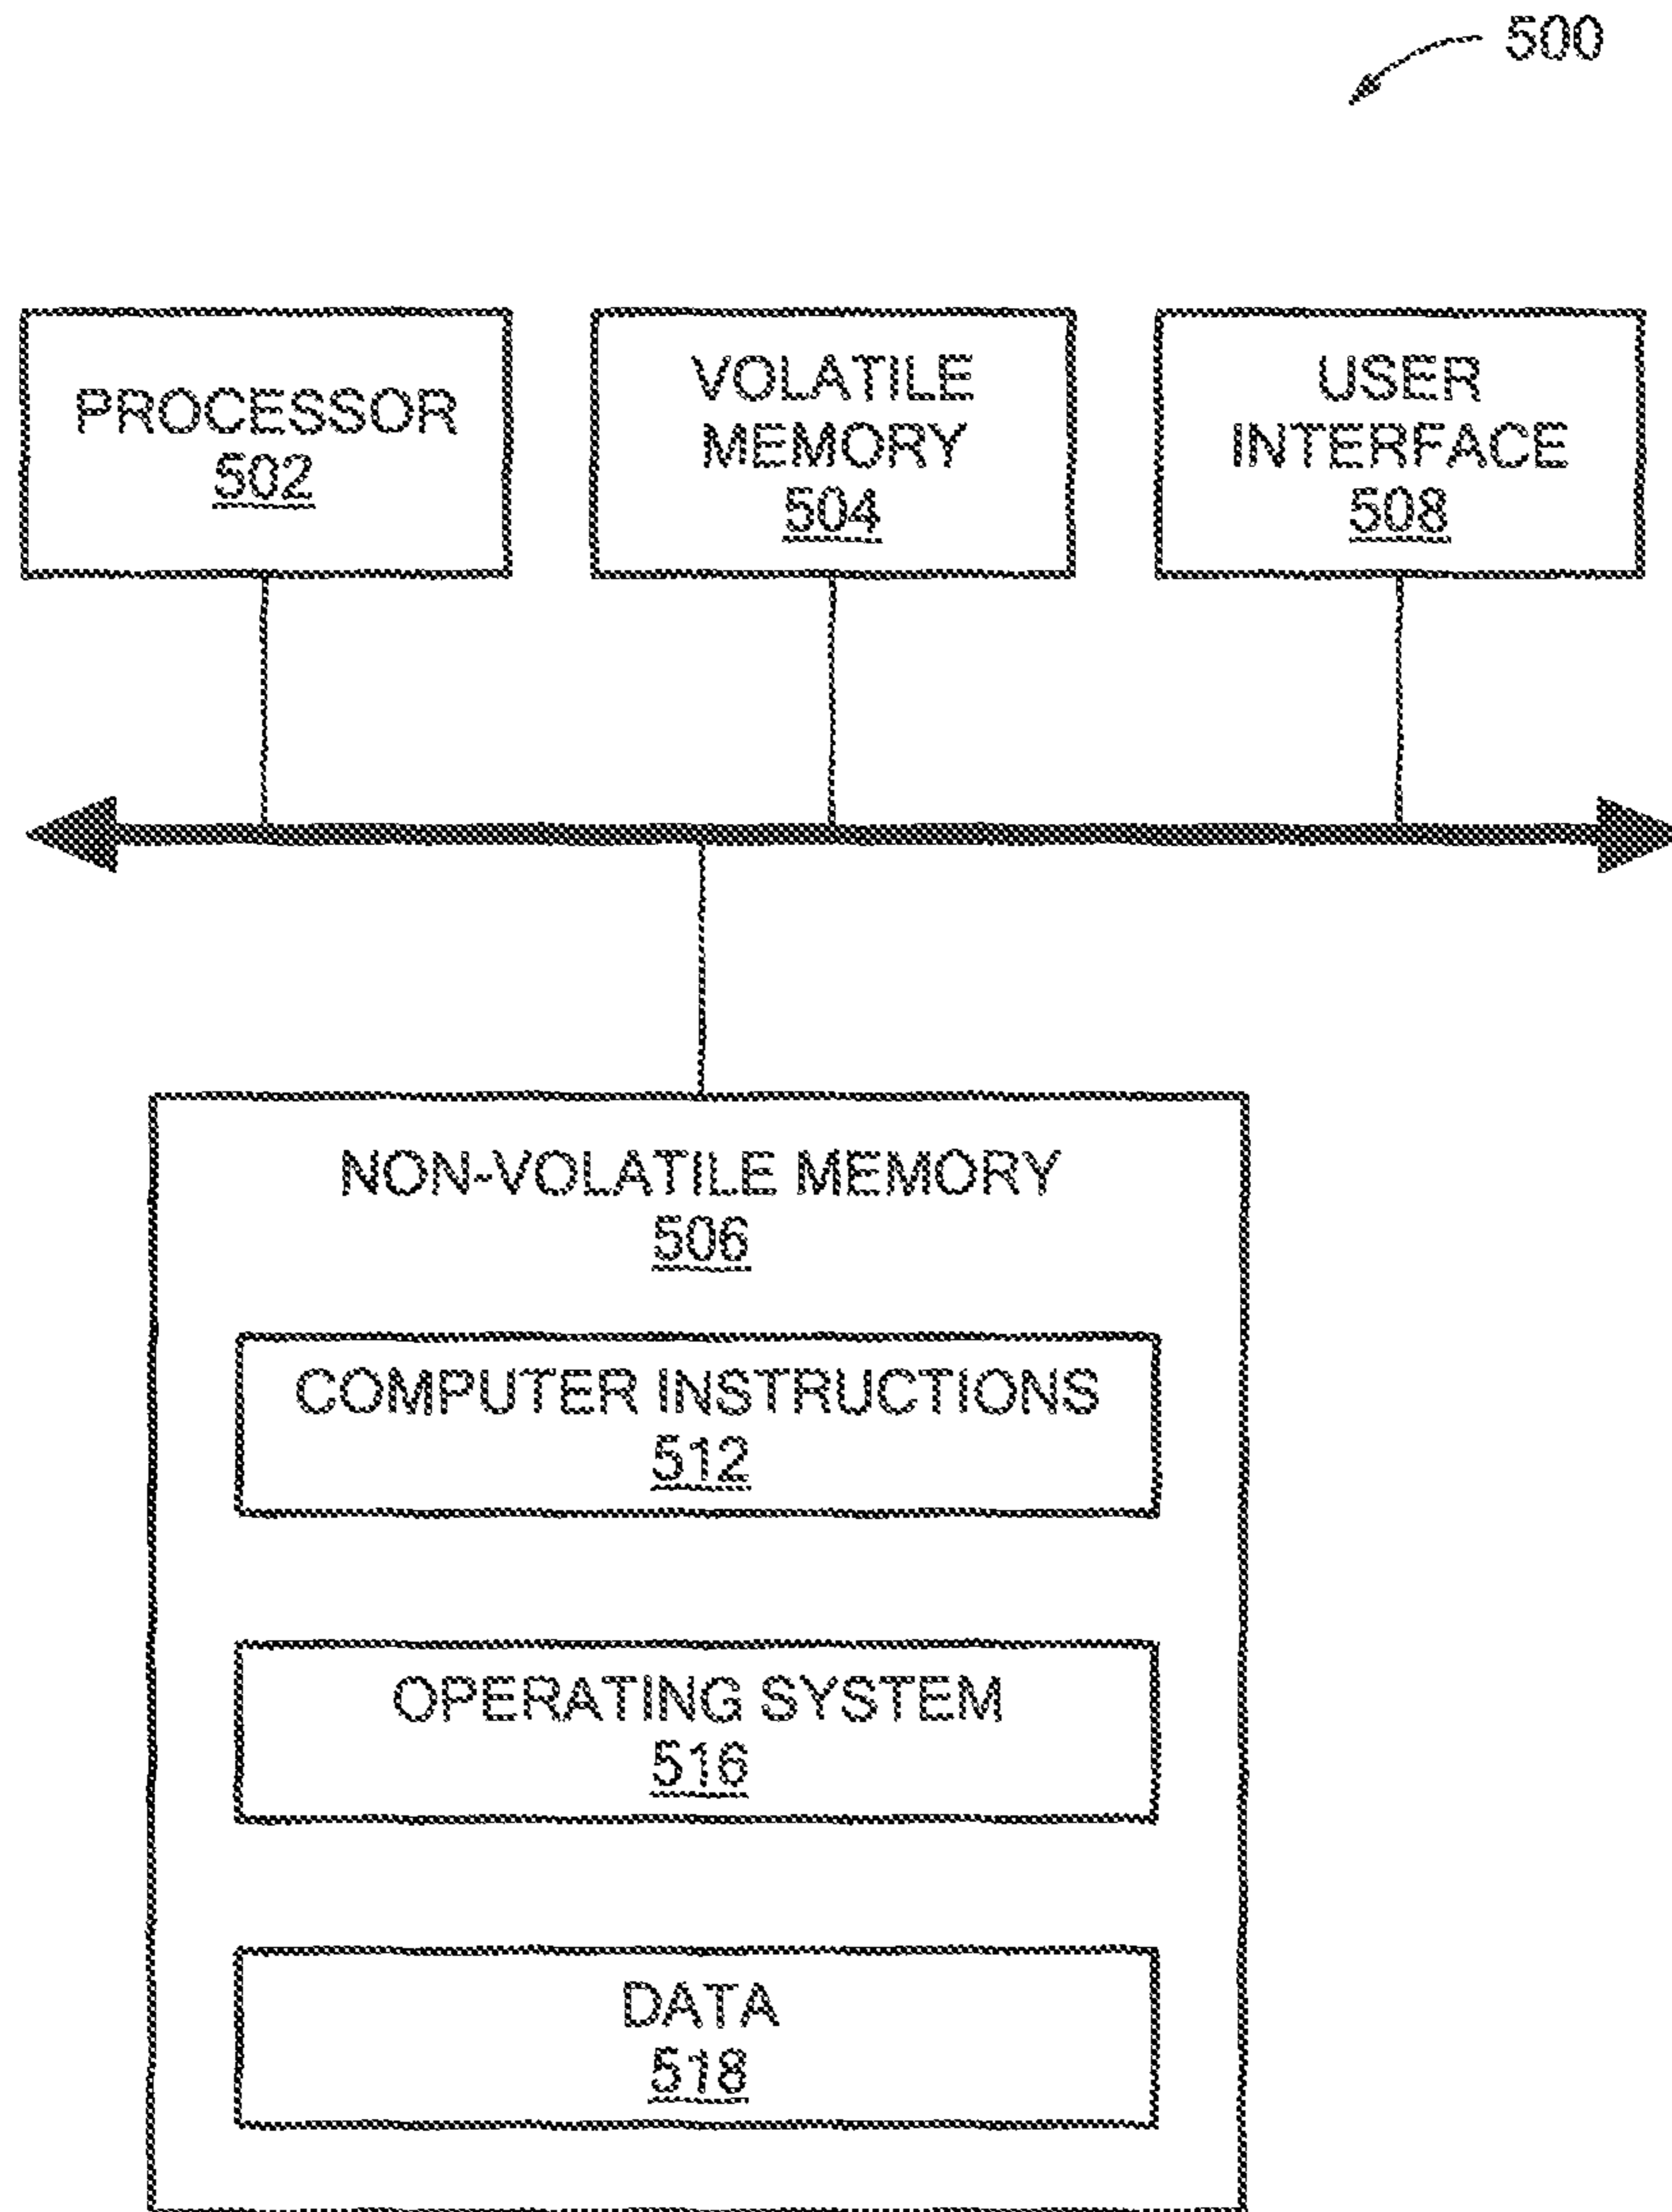 500
PROCESSOR
502
VOLATILE
MEMORY
504
USER
INTERFACE
508
NON-VOLATILE MEMORY
506
COMPUTER INSTRUCTIONS
512
OPERATING SYSTEM
516
DATA
518